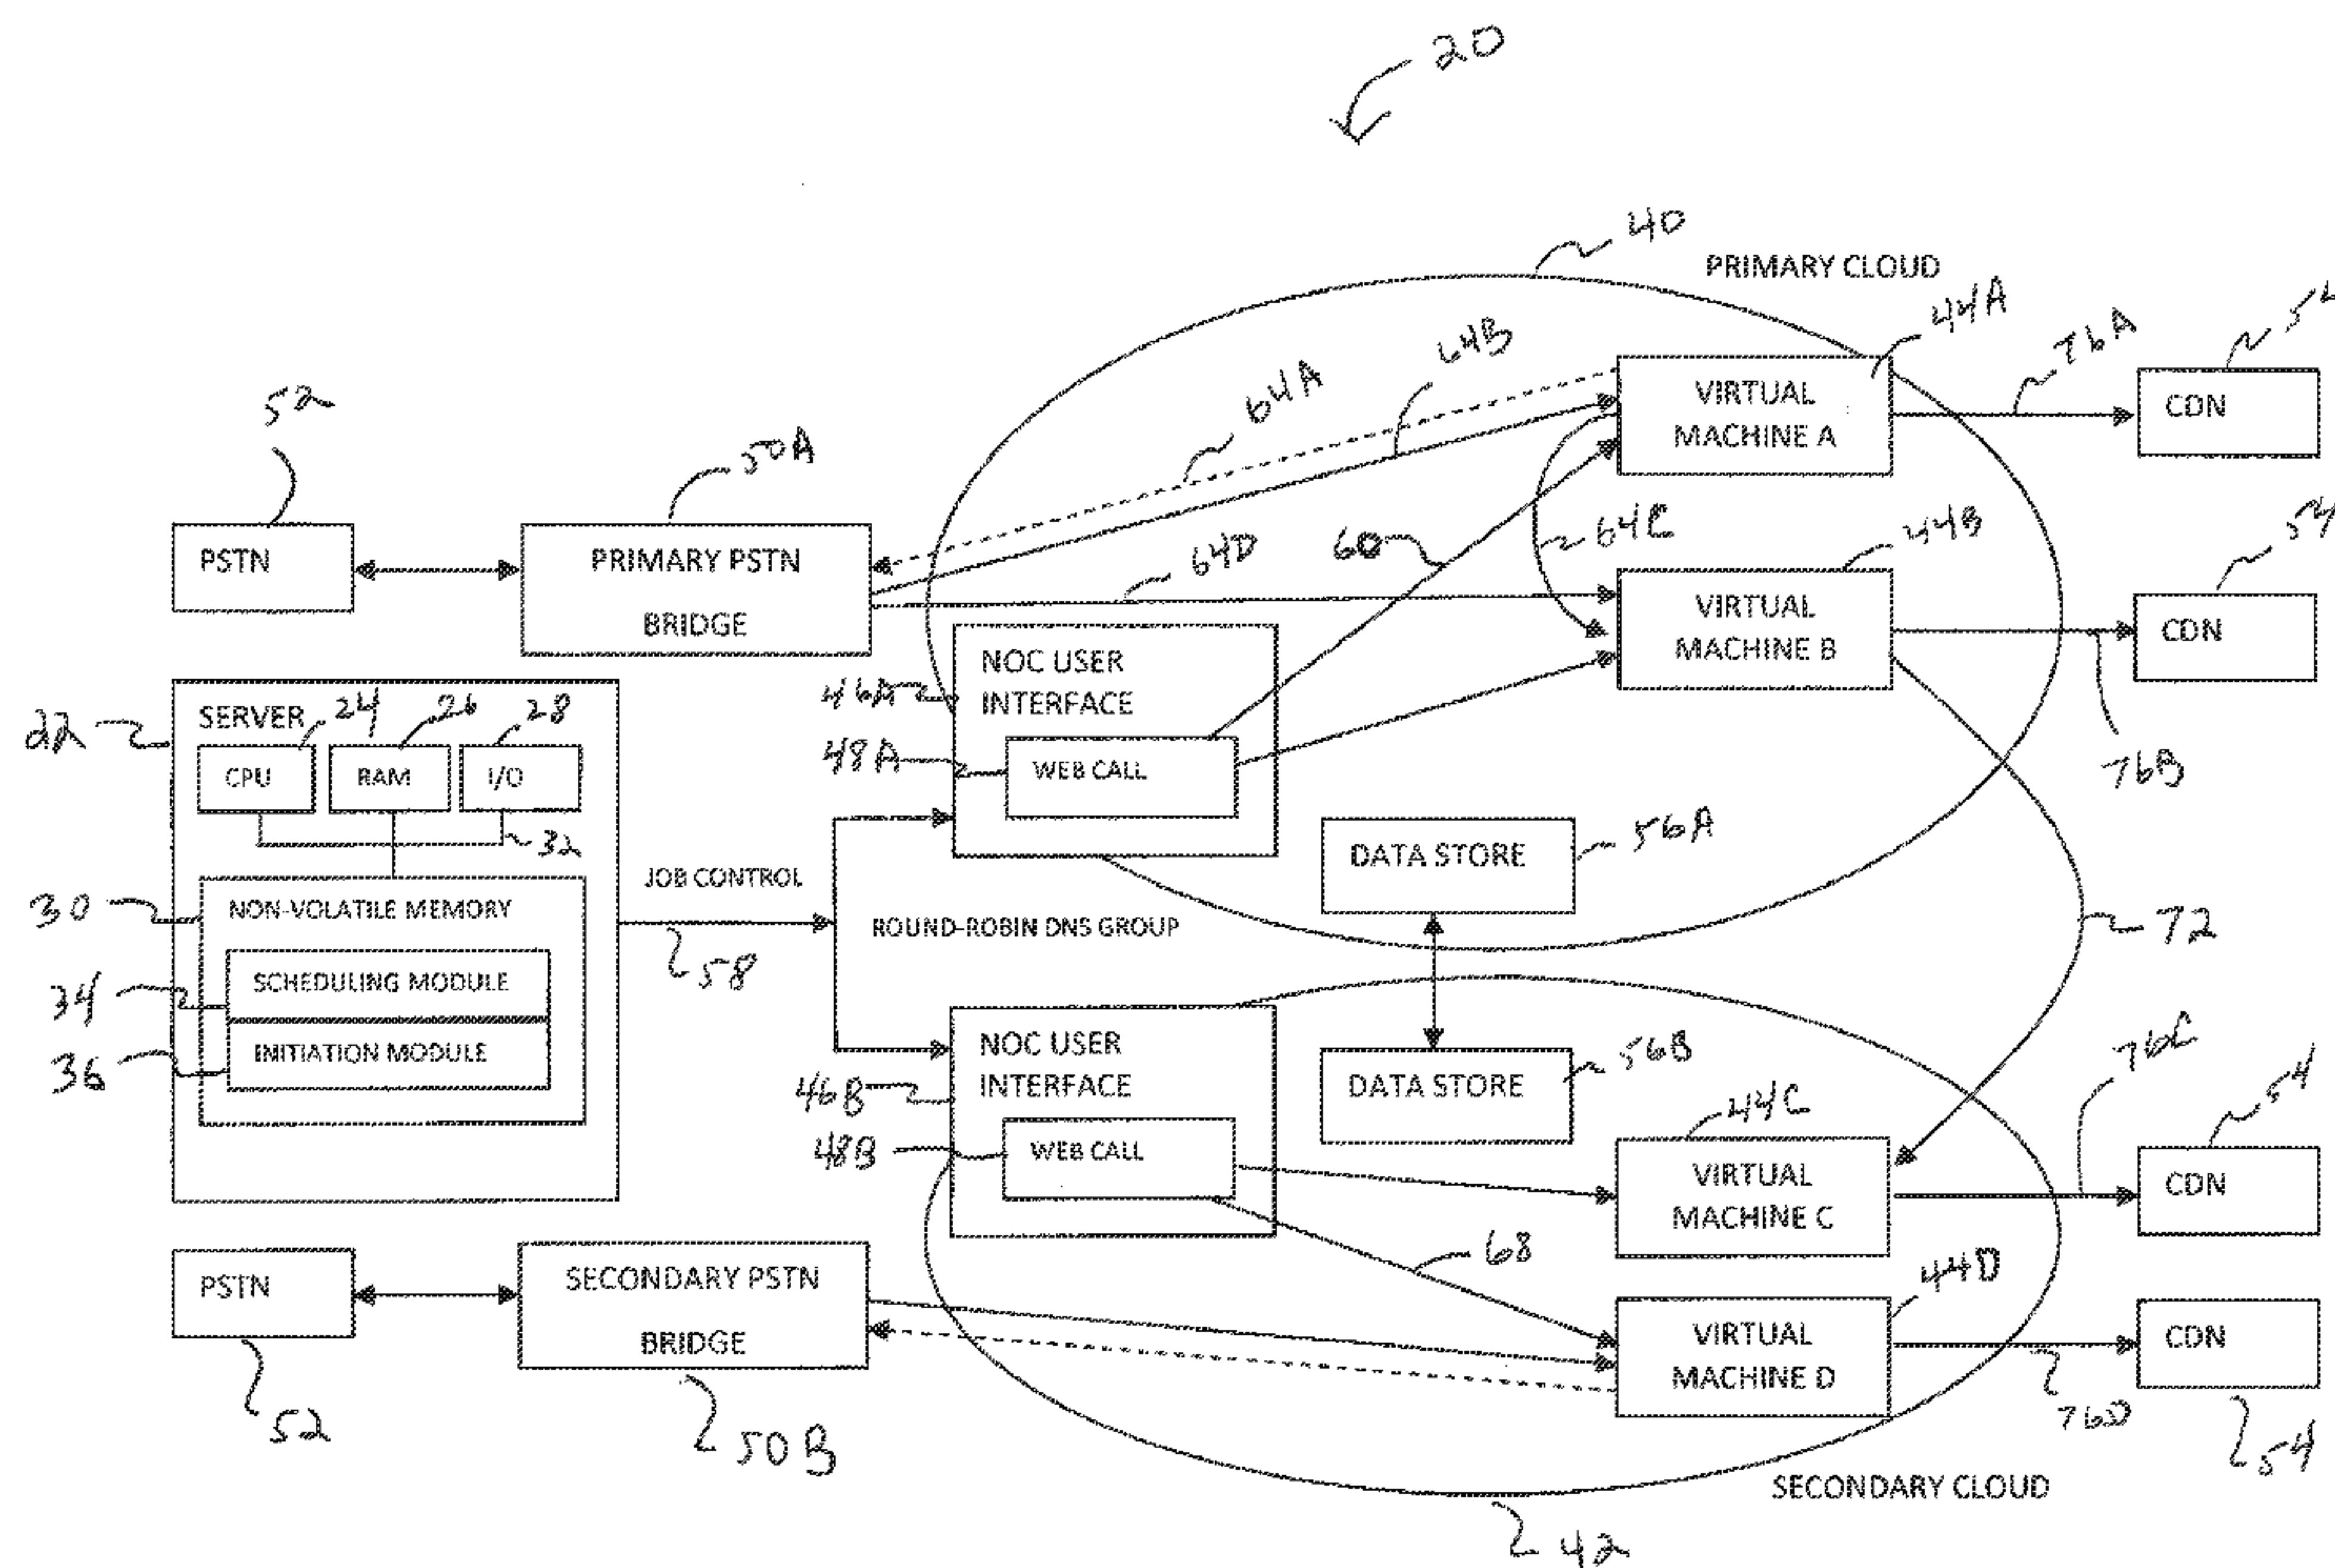 20
40
PRIMARY CLOUD
44A
54
76A
64B
64A
VIRTUAL
MACHINE A
CDN
52
50A
PSTN
PRIMARY PSTN
BRIDGE
64D
60
64C
44B
54
VIRTUAL
MACHINE B
CDN
76B
22
SERVER
24
26
28
CPU
RAM
I/O
32
46A
NOC USER
INTERFACE
48A
WEB CALL
56A
DATA STORE
30
NON-VOLATILE MEMORY
JOB CONTROL
58
ROUND-ROBIN DNS GROUP
72
34
SCHEDULING MODULE
36
INITIATION MODULE
46B
NOC USER
INTERFACE
48B
WEB CALL
56B
DATA STORE
44C
76C
54
VIRTUAL
MACHINE C
CDN
68
PSTN
52
SECONDARY PSTN
BRIDGE
50B
44D
VIRTUAL
MACHINE D
CDN
76D
54
SECONDARY CLOUD
42